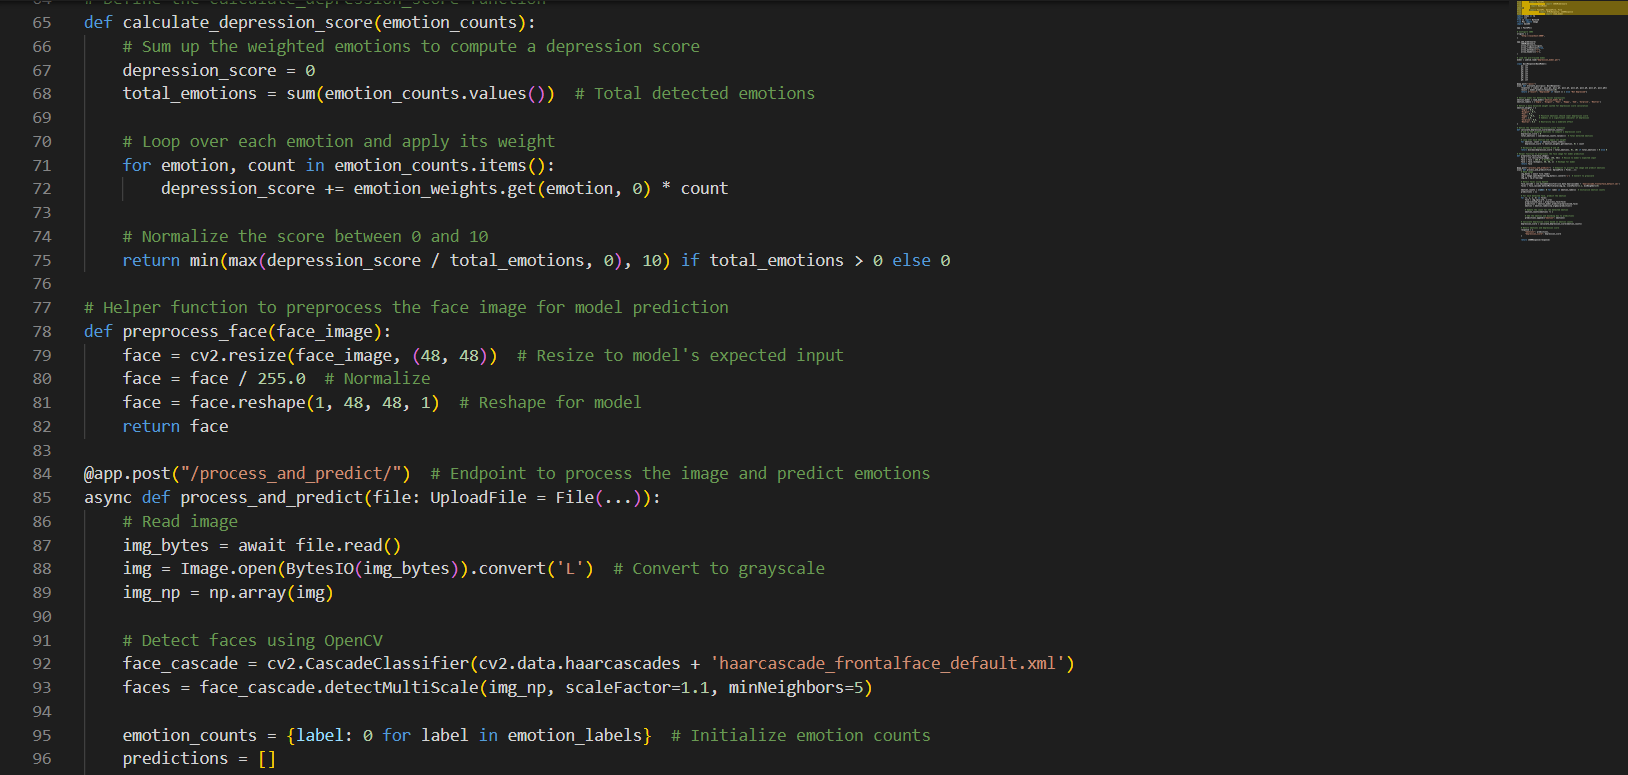 64 # Define the calculate_depression_score function
65 def calculate_depression_score(emotion_counts):
66     # Sum up the weighted emotions to compute a depression score
67     depression_score = 0
68     total_emotions = sum(emotion_counts.values())  # Total detected emotions
69
70     # Loop over each emotion and apply its weight
71     for emotion, count in emotion_counts.items():
72         depression_score += emotion_weights.get(emotion, 0) * count
73
74     # Normalize the score between 0 and 10
75     return min(max(depression_score / total_emotions, 0), 10) if total_emotions > 0 else 0
76
77 # Helper function to preprocess the face image for model prediction
78 def preprocess_face(face_image):
79     face = cv2.resize(face_image, (48, 48))  # Resize to model's expected input
80     face = face / 255.0  # Normalize
81     face = face.reshape(1, 48, 48, 1)  # Reshape for model
82     return face
83
84 @app.post("/process_and_predict/")  # Endpoint to process the image and predict emotions
85 async def process_and_predict(file: UploadFile = File(...)):
86     # Read image
87     img_bytes = await file.read()
88     img = Image.open(BytesIO(img_bytes)).convert('L')  # Convert to grayscale
89     img_np = np.array(img)
90
91     # Detect faces using OpenCV
92     face_cascade = cv2.CascadeClassifier(cv2.data.haarcascades + 'haarcascade_frontalface_default.xml')
93     faces = face_cascade.detectMultiScale(img_np, scaleFactor=1.1, minNeighbors=5)
94
95     emotion_counts = {label: 0 for label in emotion_labels}  # Initialize emotion counts
96     predictions = []